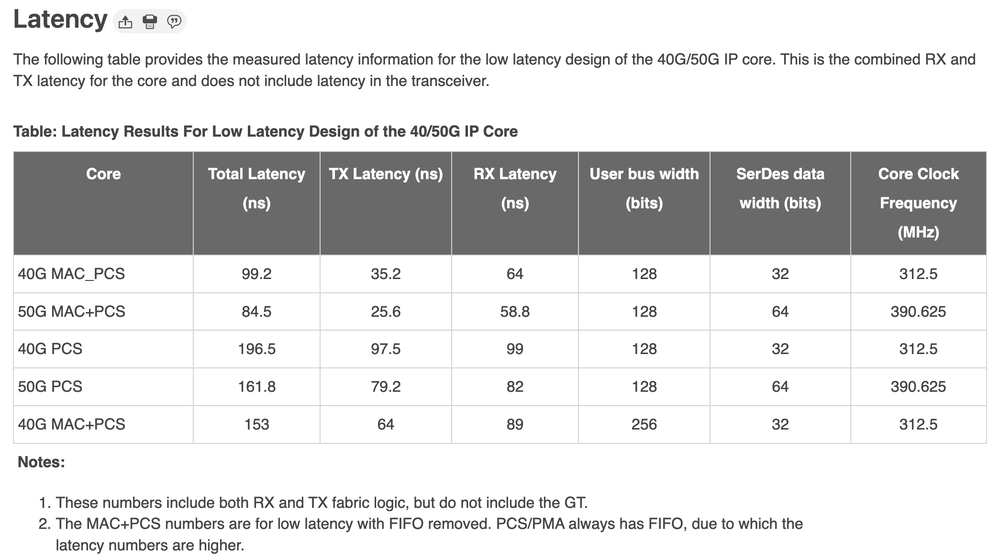 Latency
The following table provides the measured latency information for the low latency design of the 40G/50G IP core. This is the combined RX and
TX latency for the core and does not include latency in the transceiver.
Table: Latency Results For Low Latency Design of the 40/50G IP Core
Core Total Latency (ns) TX Latency (ns) RX Latency (ns) User bus width (bits) SerDes data width (bits) Core Clock Frequency (MHz)
40G MAC_PCS 99.2 35.2 64 128 32 312.5
50G MAC+PCS 84.5 25.6 58.8 128 64 390.625
40G PCS 196.5 97.5 99 128 32 312.5
50G PCS 161.8 79.2 82 128 64 390.625
40G MAC+PCS 153 64 89 256 32 312.5
Notes:
1. These numbers include both RX and TX fabric logic, but do not include the GT.
2. The MAC+PCS numbers are for low latency with FIFO removed. PCS/PMA always has FIFO, due to which the
latency numbers are higher.